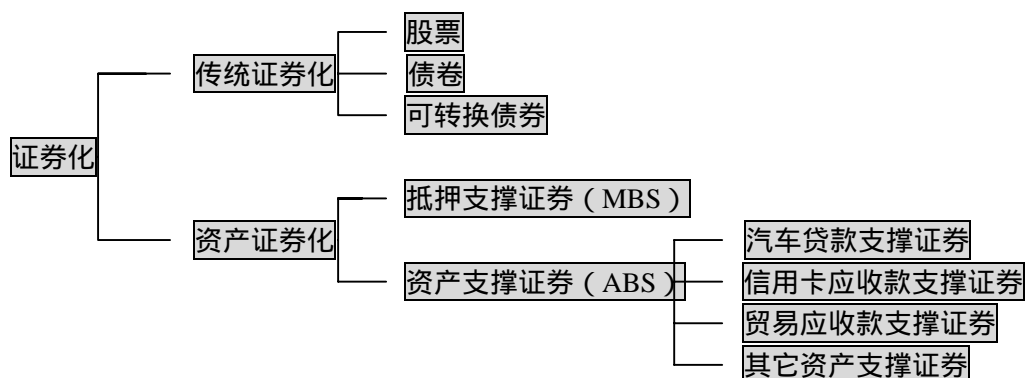 股票
传统证券化
债卷
可转换债券
证券化
抵押支撑证券（MBS）
资产证券化
汽车贷款支撑证券
资产支撑证券（ABS）
信用卡应收款支撑证券
贸易应收款支撑证券
其它资产支撑证券